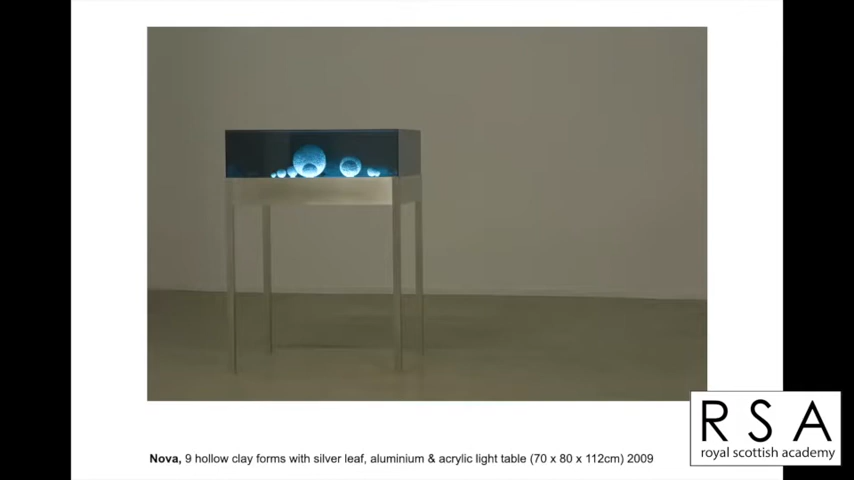 Nova, 9 hollow clay forms with silver leaf, aluminium & acrylic light table (70 x 80 x 112cm) 2009
RSA
royal scottish academy